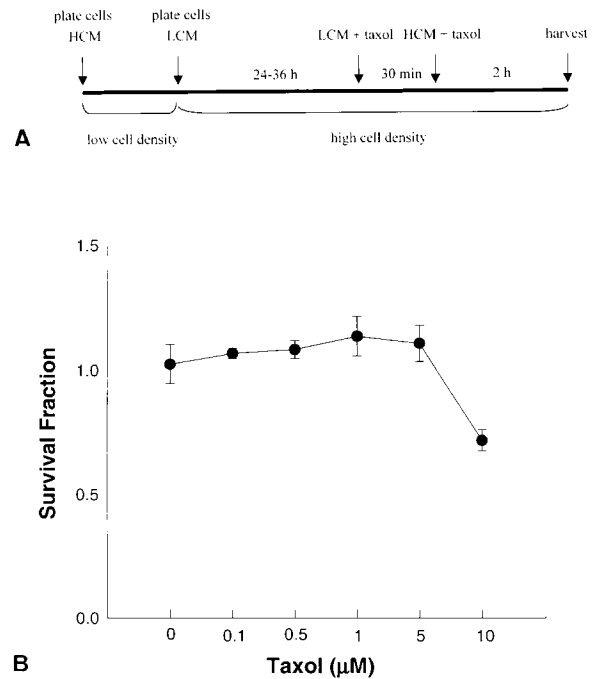 plate cells plate cells
HCM LCM LCM + taxol HCM + taxol harvest
24-36 h 30 min 2 h
low cell density high cell density
A
1.5
1.0
0.5
0.0
Survival Fraction
0 0.1 0.5 1 5 10
Taxol (µM)
B